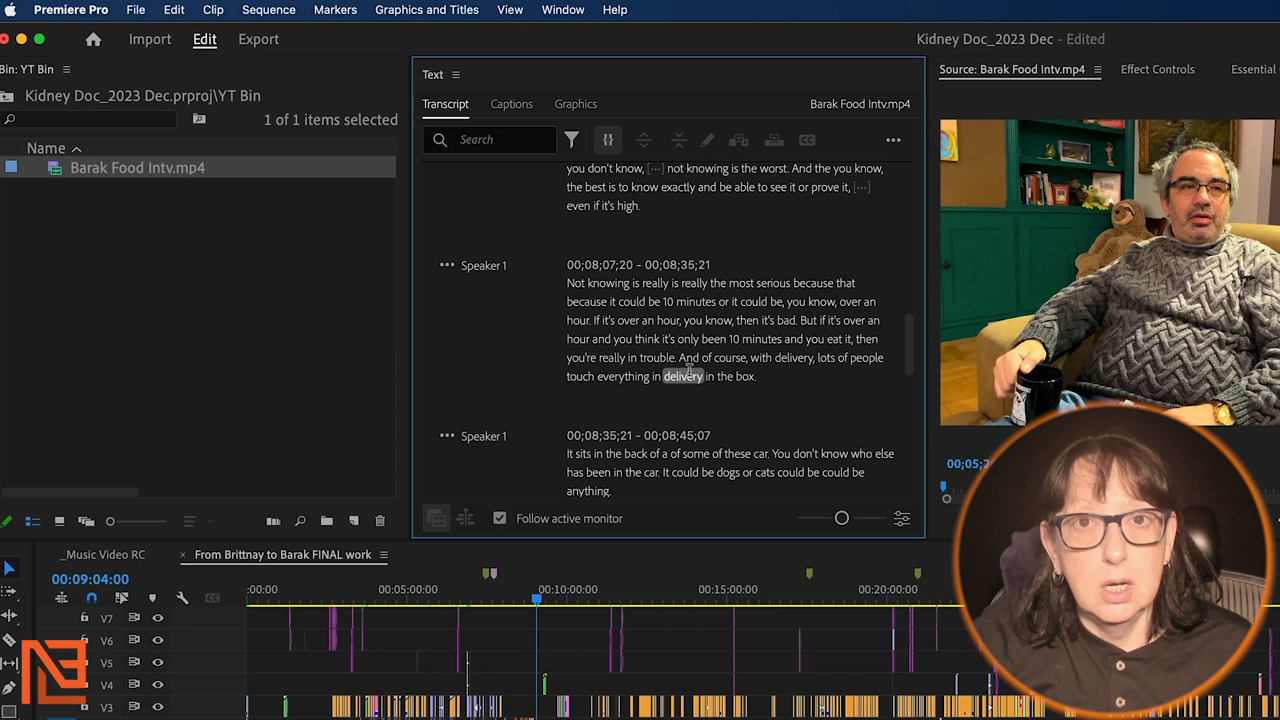 Premiere Pro File Edit Clip Sequence Markers Graphics and Titles View Window Help
Import Edit Export Kidney Doc_2023 Dec - Edited
Bin: YT Bin
Kidney Doc_2023 Dec.prproj\YT Bin
1 of 1 items selected
Name
Barak Food Intv.mp4
Text
Transcript Captions Graphics Barak Food Intv.mp4
Search
you don't know, [···] not knowing is the worst. And the you know,
the best is to know exactly and be able to see it or prove it, [···]
even if it's high.
Speaker 1 00;08;07;20 - 00;08;35;21
Not knowing is really is really the most serious because that
because it could be 10 minutes or it could be, you know, over an
hour. If it's over an hour, you know, then it's bad. But if it's over an
hour and you think it's only been 10 minutes and you eat it, then
you're really in trouble. And of course, with delivery, lots of people
touch everything in delivery in the box.
Speaker 1 00;08;35;21 - 00;08;45;07
It sits in the back of a of some of these car. You don't know who else
has been in the car. It could be dogs or cats could be could be
anything.
Follow active monitor
Source: Barak Food Intv.mp4 Effect Controls Essential
00;05;2
_Music Video RC From Brittnay to Barak FINAL work
00:09:04:00
:00:00 00:05:00:00 00:10:00:00 00:15:00:00 00:20:00:00
V7
V6
V5
V4
V3